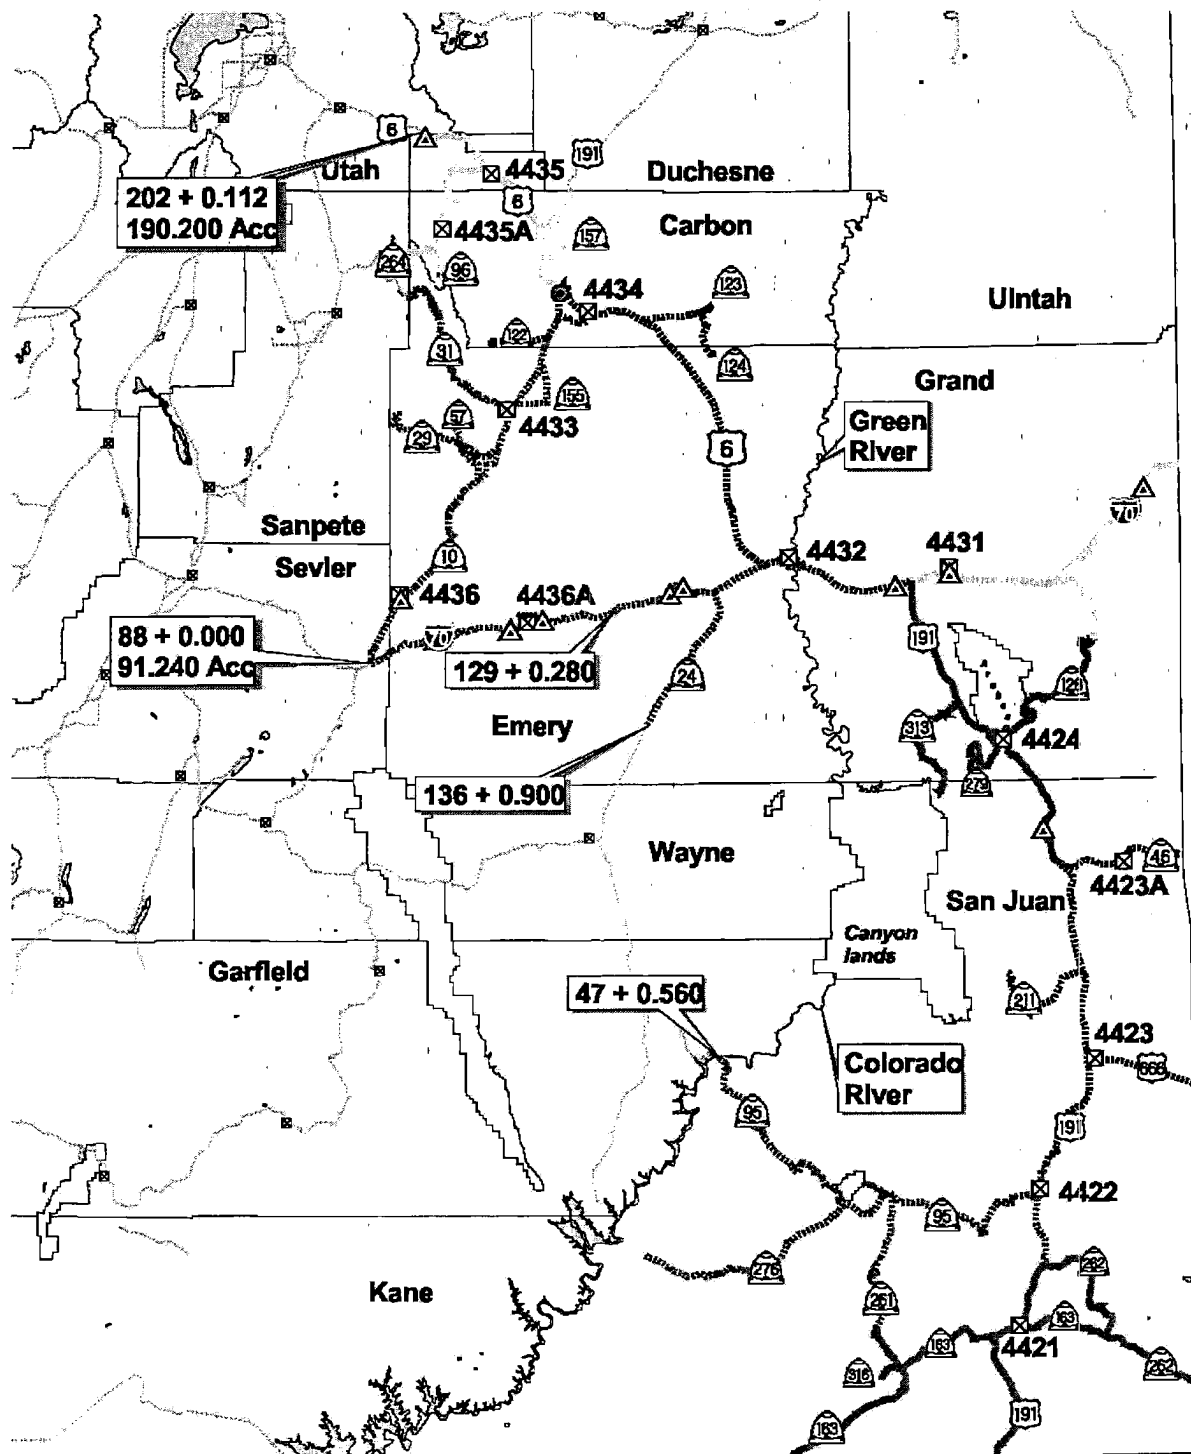 6
Utah
4435
191
Duchesne
202 + 0.112
190.200 Acc
6
4435A
157
Carbon
264
96
123
4434
Uintah
122
31
124
Grand
155
57
4433
29
Green
River
6
70
Sanpete
Sevier
10
4432
4431
4436
4436A
88 + 0.000
91.240 Acc
70
191
129 + 0.280
24
128
Emery
313
4424
279
136 + 0.900
Wayne
46
4423A
San Juan
Canyon
lands
Garfield
47 + 0.560
211
4423
666
Colorado
River
95
191
4422
95
276
262
Kane
261
163
163
4421
316
262
191
163